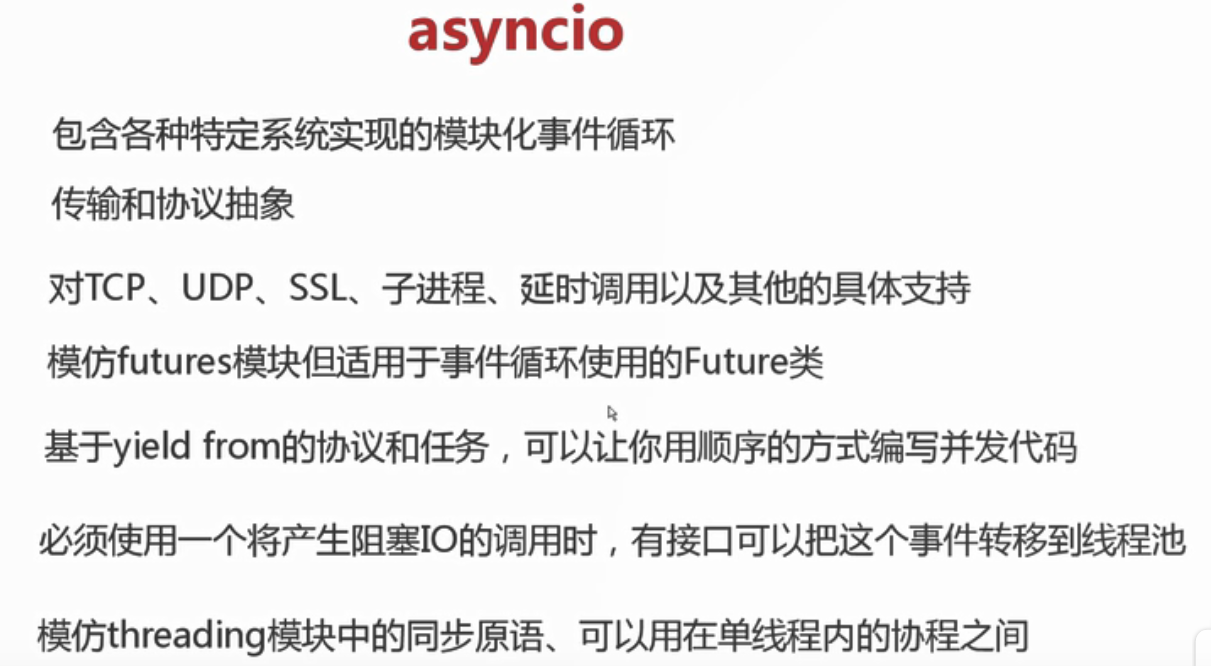 asyncio
包含各种特定系统实现的模块化事件循环
传输和协议抽象
对TCP、UDP、SSL、子进程、延时调用以及其他的具体支持
模仿futures模块但适用于事件循环使用的Future类
基于yield from的协议和任务，可以让你用顺序的方式编写并发代码
必须使用一个将产生阻塞IO的调用时，有接口可以把这个事件转移到线程池
模仿threading模块中的同步原语、可以用在单线程内的协程之间